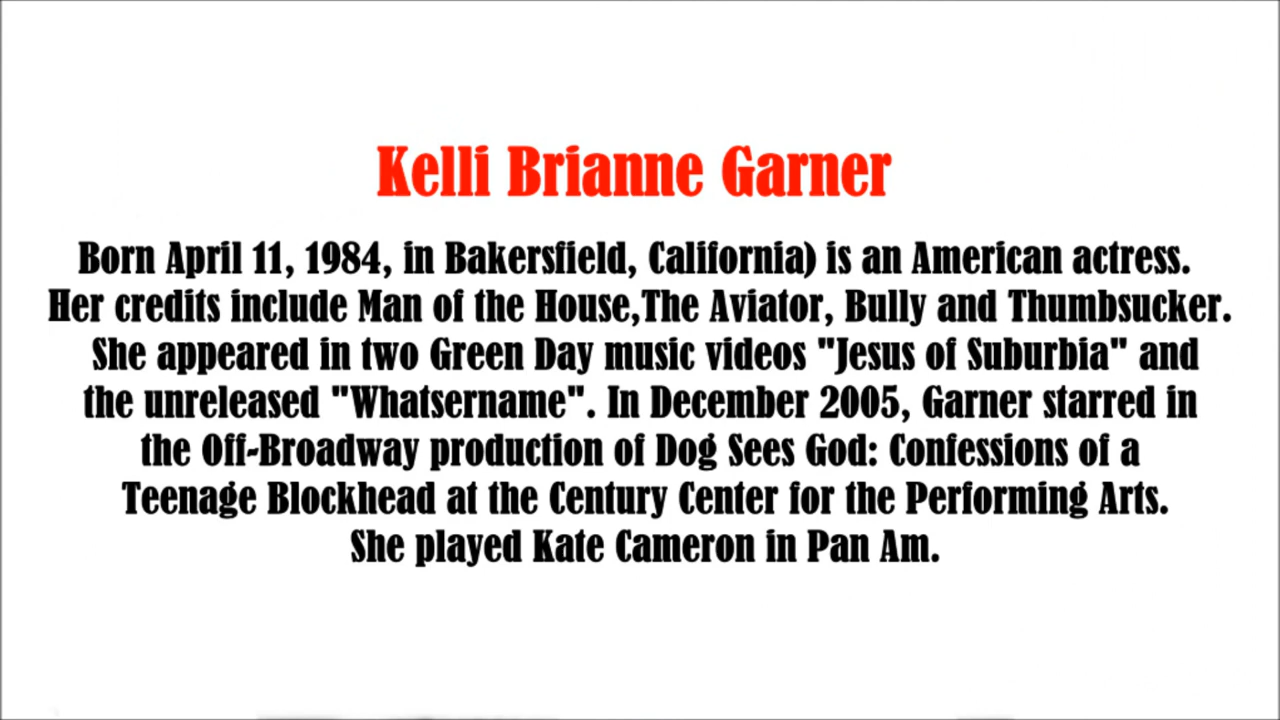 Kelli Brianne Garner
Born April 11, 1984, in Bakersfield, California) is an American actress.
Her credits include Man of the House,The Aviator, Bully and Thumbsucker.
She appeared in two Green Day music videos "Jesus of Suburbia" and
the unreleased "Whatsername". In December 2005, Garner starred in
the Off-Broadway production of Dog Sees God: Confessions of a
Teenage Blockhead at the Century Center for the Performing Arts.
She played Kate Cameron in Pan Am.